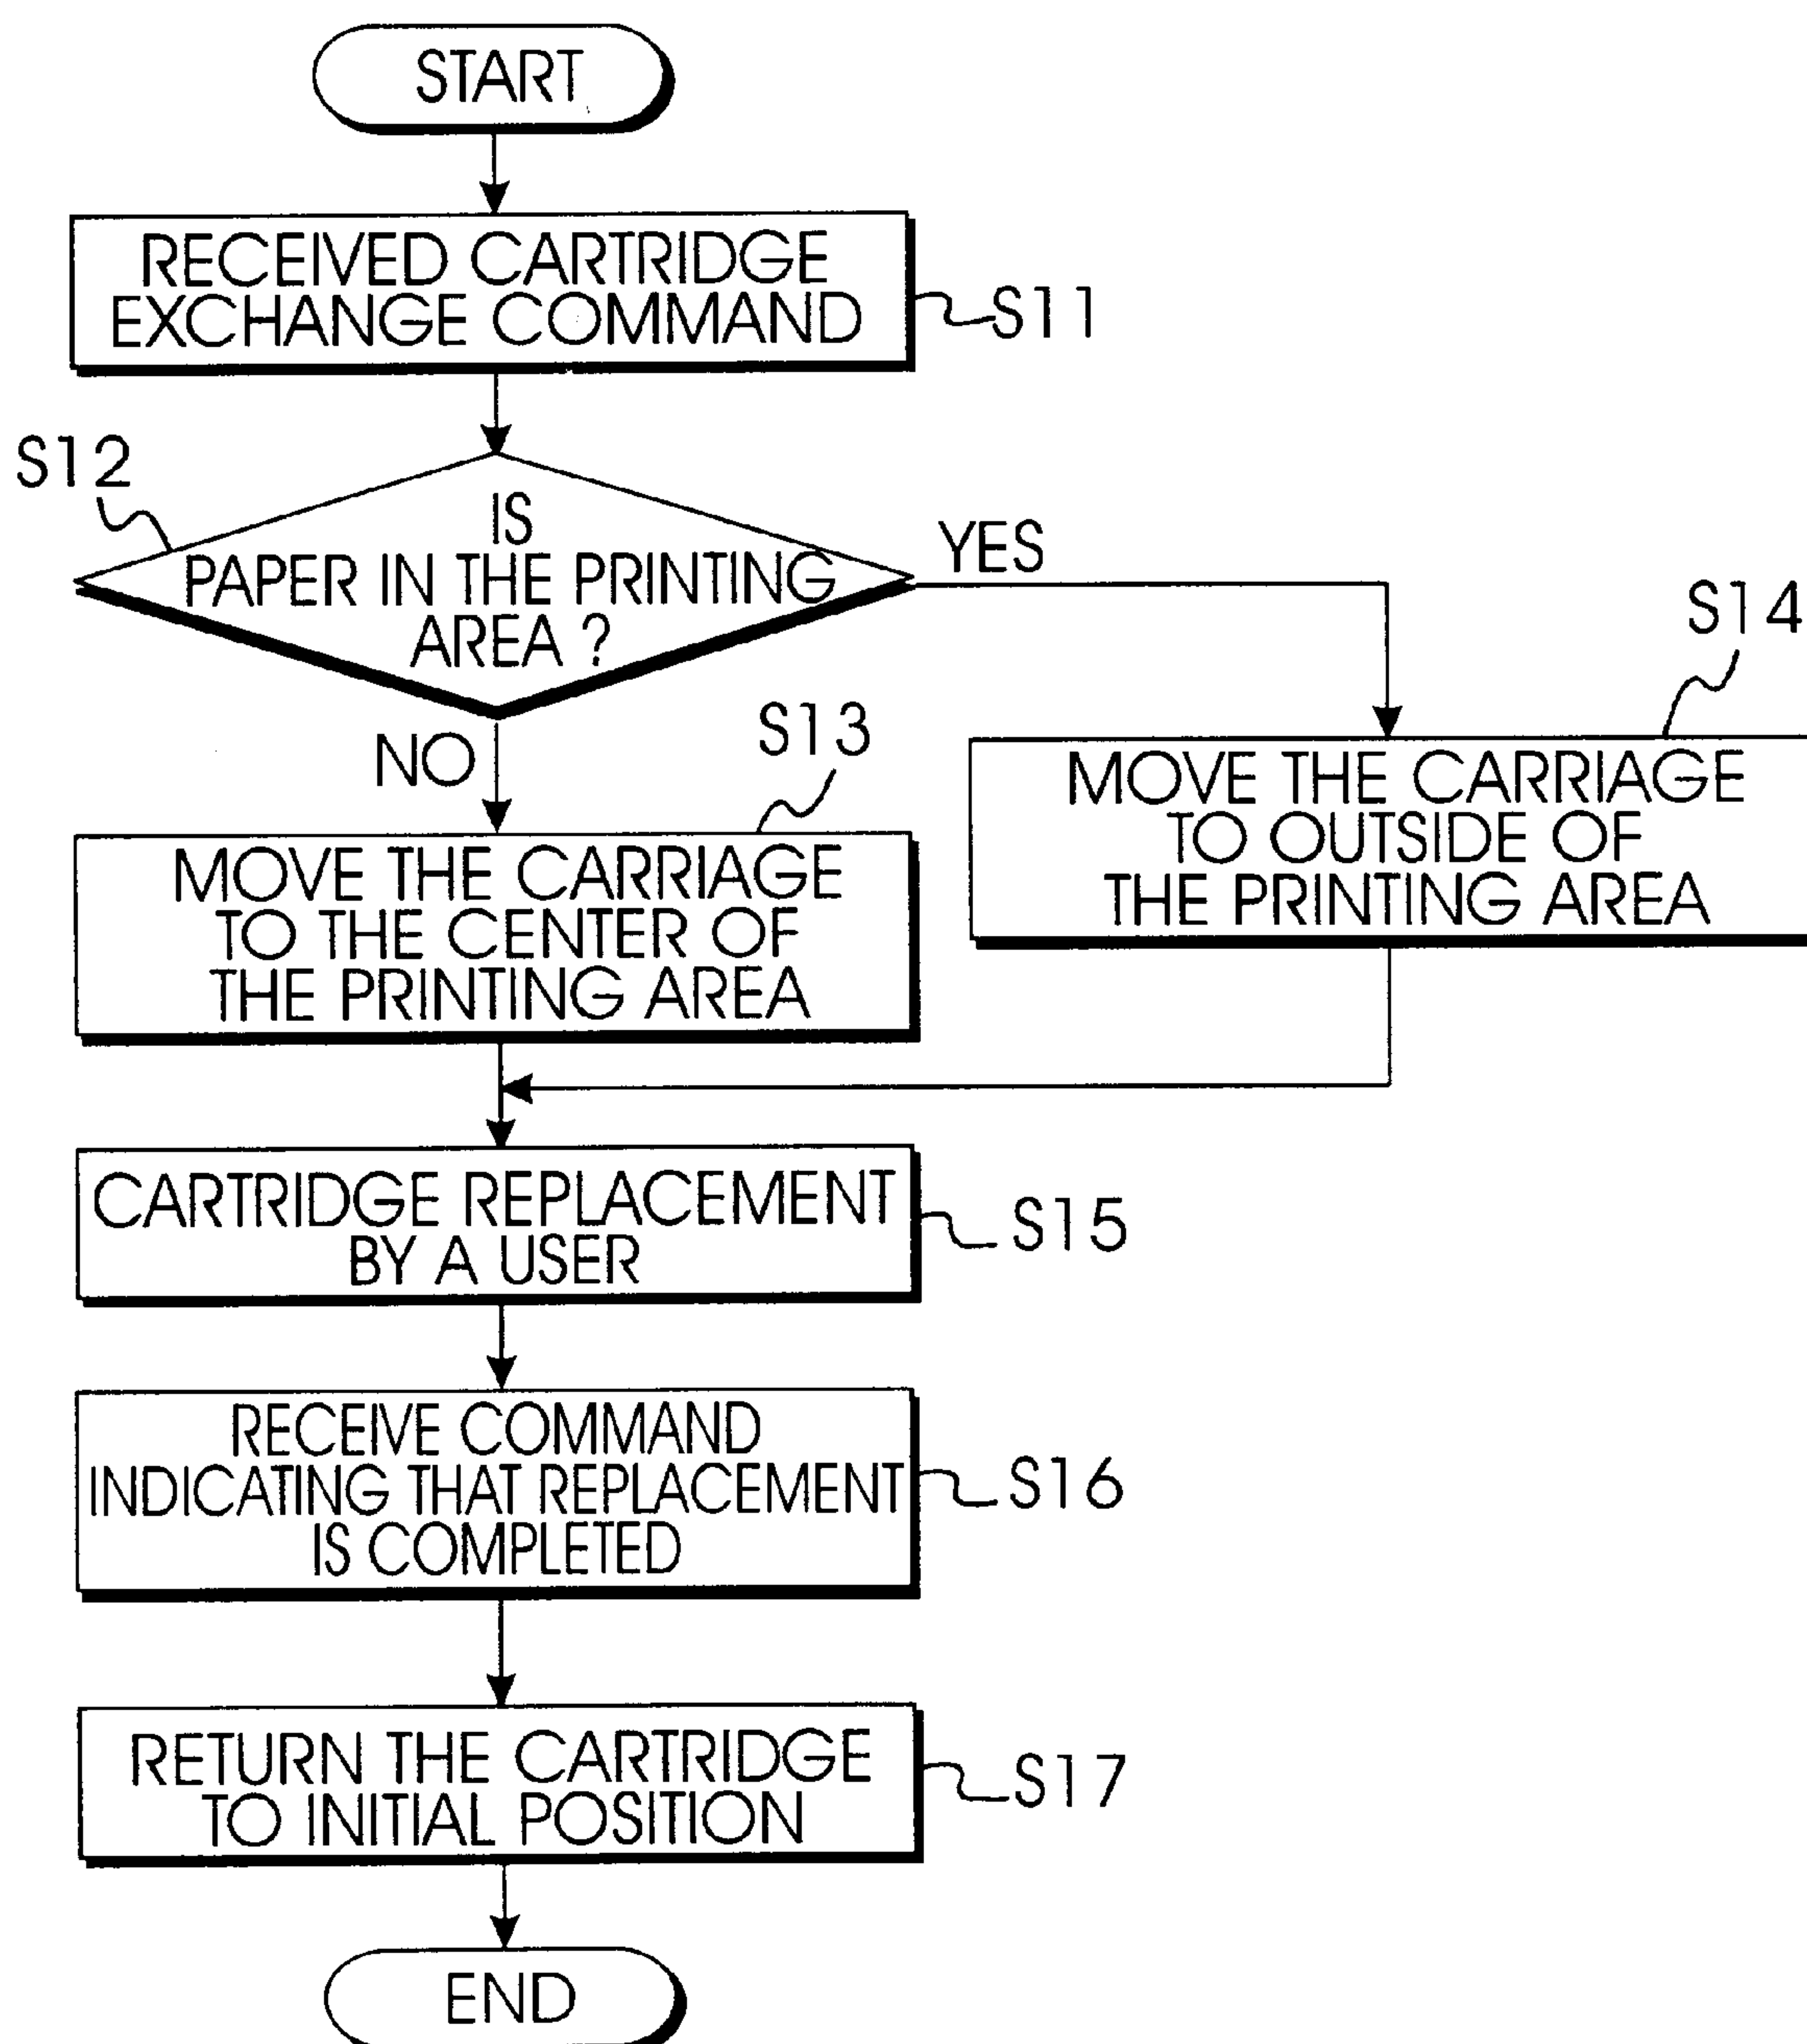 START
RECEIVED CARTRIDGE
EXCHANGE COMMAND
S11
S12
IS
PAPER IN THE PRINTING
AREA ?
YES
NO
S13
S14
MOVE THE CARRIAGE
TO THE CENTER OF
THE PRINTING AREA
MOVE THE CARRIAGE
TO OUTSIDE OF
THE PRINTING AREA
CARTRIDGE REPLACEMENT
BY A USER
S15
RECEIVE COMMAND
INDICATING THAT REPLACEMENT
IS COMPLETED
S16
RETURN THE CARTRIDGE
TO INITIAL POSITION
S17
END